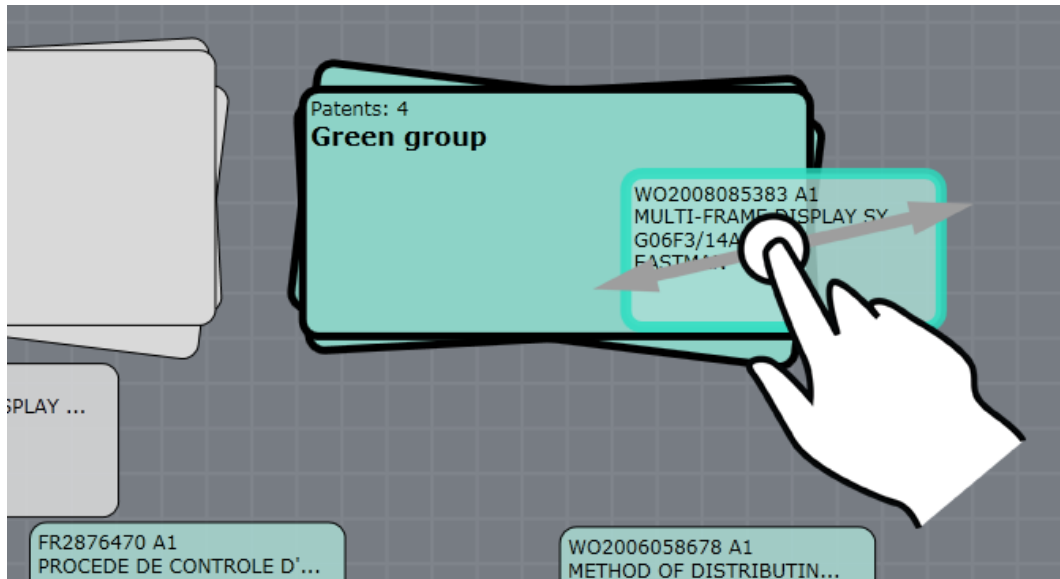 Patents: 4
Green group
WO2008085383 A1
MULTI-FRAME DISPLAY SY
G06F3/14A
EASTMAN
SPLAY ...
FR2876470 A1
PROCEDE DE CONTROLE D'...
WO2006058678 A1
METHOD OF DISTRIBUTIN...